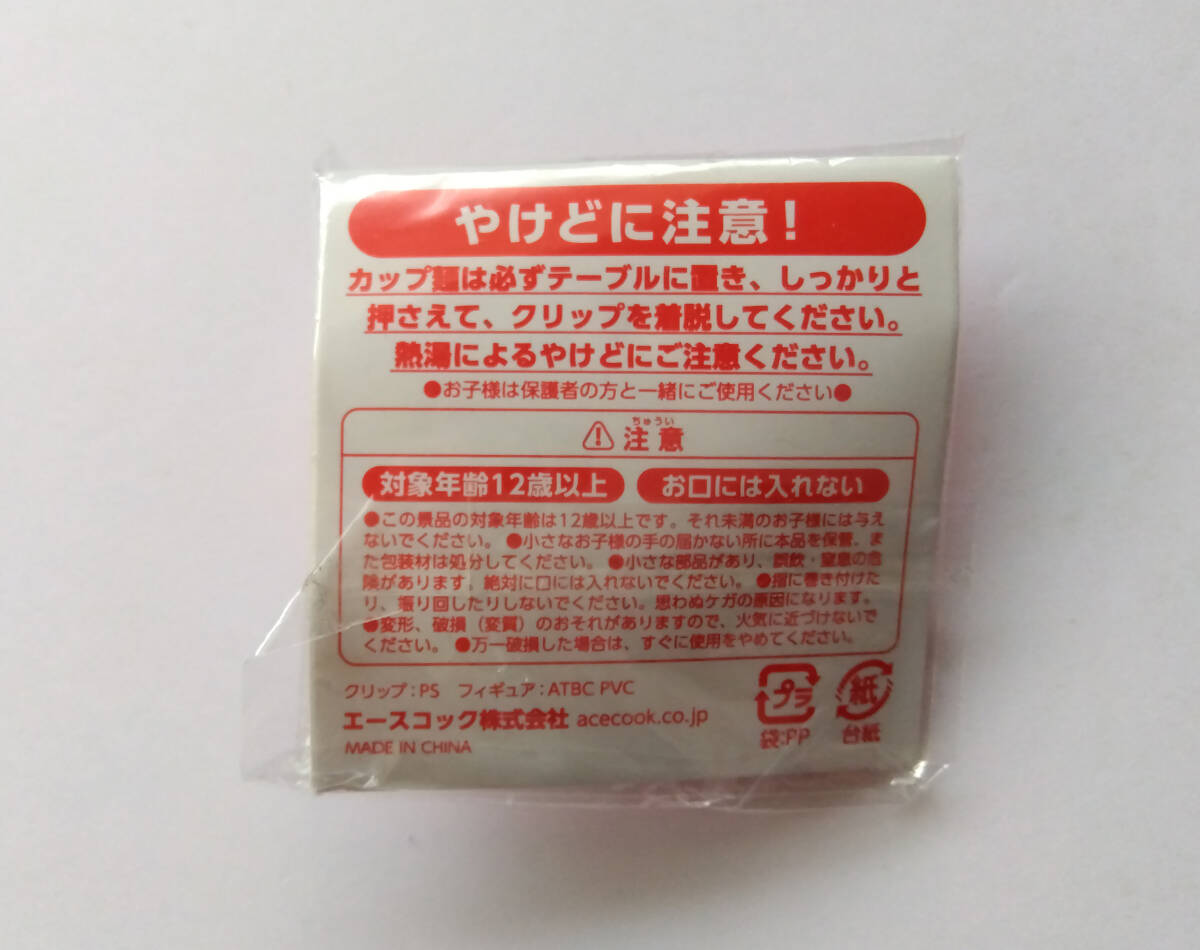 やけどに注意！
カップ麺は必ずテーブルに置き、しっかりと
押さえて、クリップを着脱してください。
熱湯によるやけどにご注意ください。
●お子様は保護者の方と一緒にご使用ください●
ちゅうい
注意
対象年齢12歳以上 お口には入れない
●この景品の対象年齢は12歳以上です。それ未満のお子様には与え
ないでください。 ●小さなお子様の手の届かない所に本品を保管、ま
た包装材は処分してください。 ●小さな部品があり、誤飲・窒息の危
険があります。絶対に口には入れないでください。 ●指に巻き付けた
り、振り回したりしないでください。思わぬケガの原因になります。
●変形、破損（変質）のおそれがありますので、火気に近づけないで
ください。 ●万一破損した場合は、すぐに使用をやめてください。
クリップ：PS フィギュア：ATBC PVC
エースコック株式会社 acecook.co.jp
MADE IN CHINA
プラ
袋:PP
紙
台紙